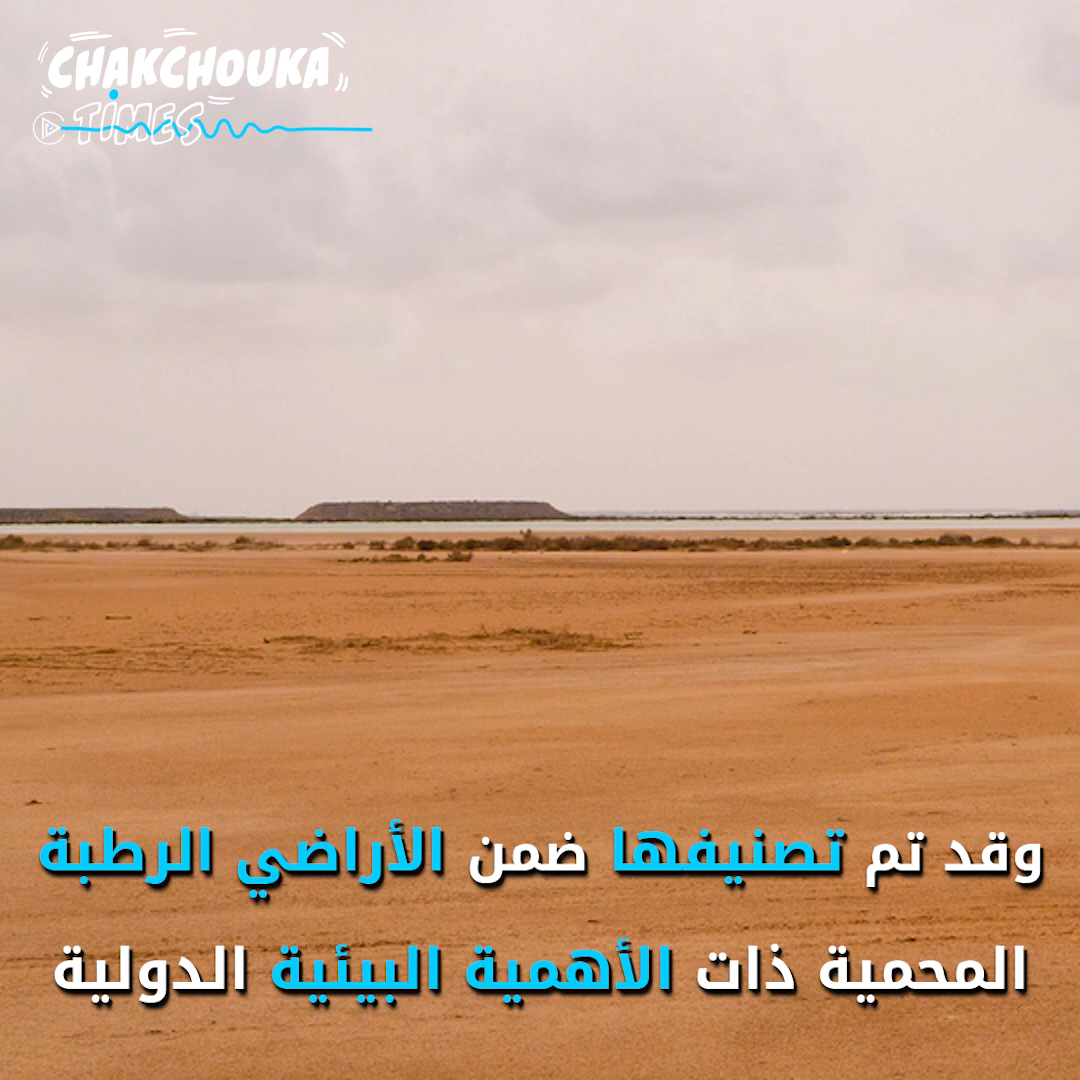 CHAKCHOUKA
TIMES
وقد تم تصنيفها ضمن الأراضي الرطبة
المحمية ذات الأهمية البيئية الدولية